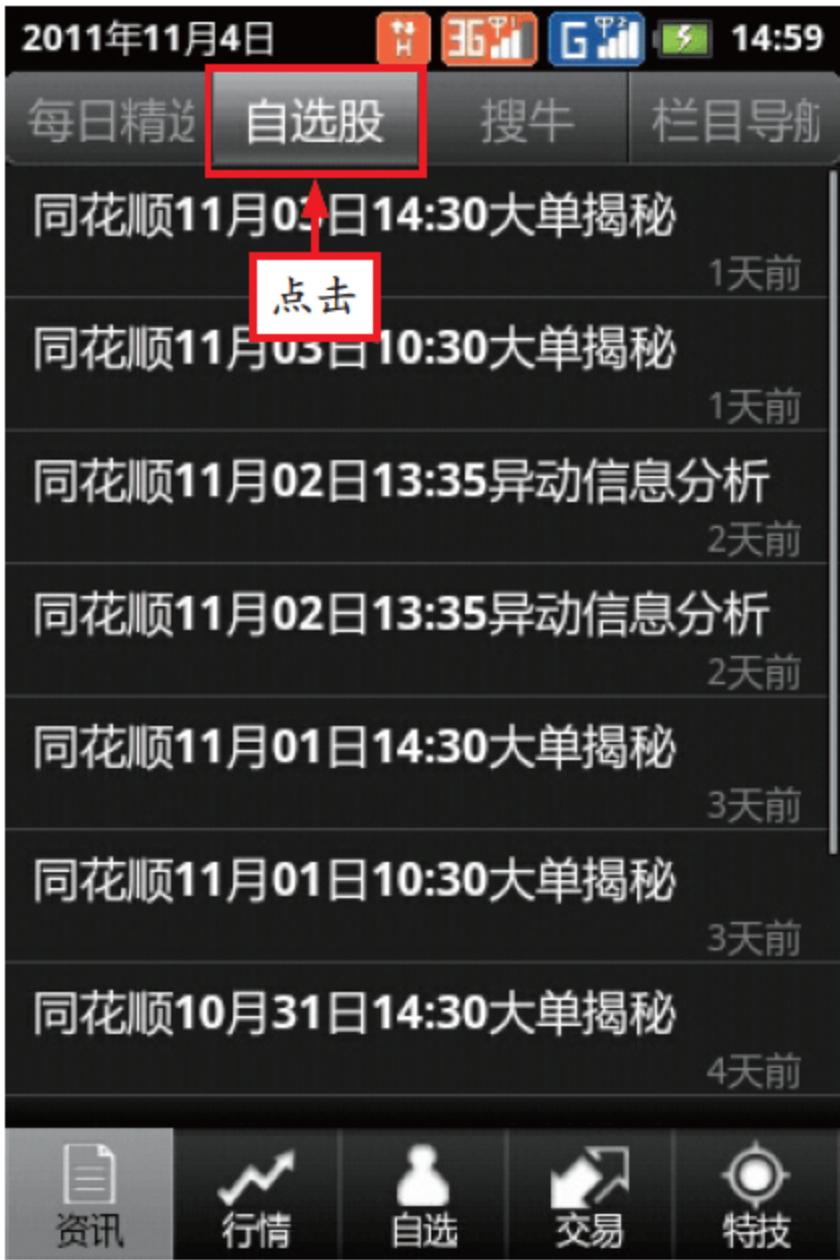 2011年11月4日 H 3G 1 G 2 14:59
每日精选 自选股 搜牛 栏目导航
同花顺11月03日14:30大单揭秘
1天前
点击
同花顺11月03日10:30大单揭秘
1天前
同花顺11月02日13:35异动信息分析
2天前
同花顺11月02日13:35异动信息分析
2天前
同花顺11月01日14:30大单揭秘
3天前
同花顺11月01日10:30大单揭秘
3天前
同花顺10月31日14:30大单揭秘
4天前
资讯 行情 自选 交易 特技